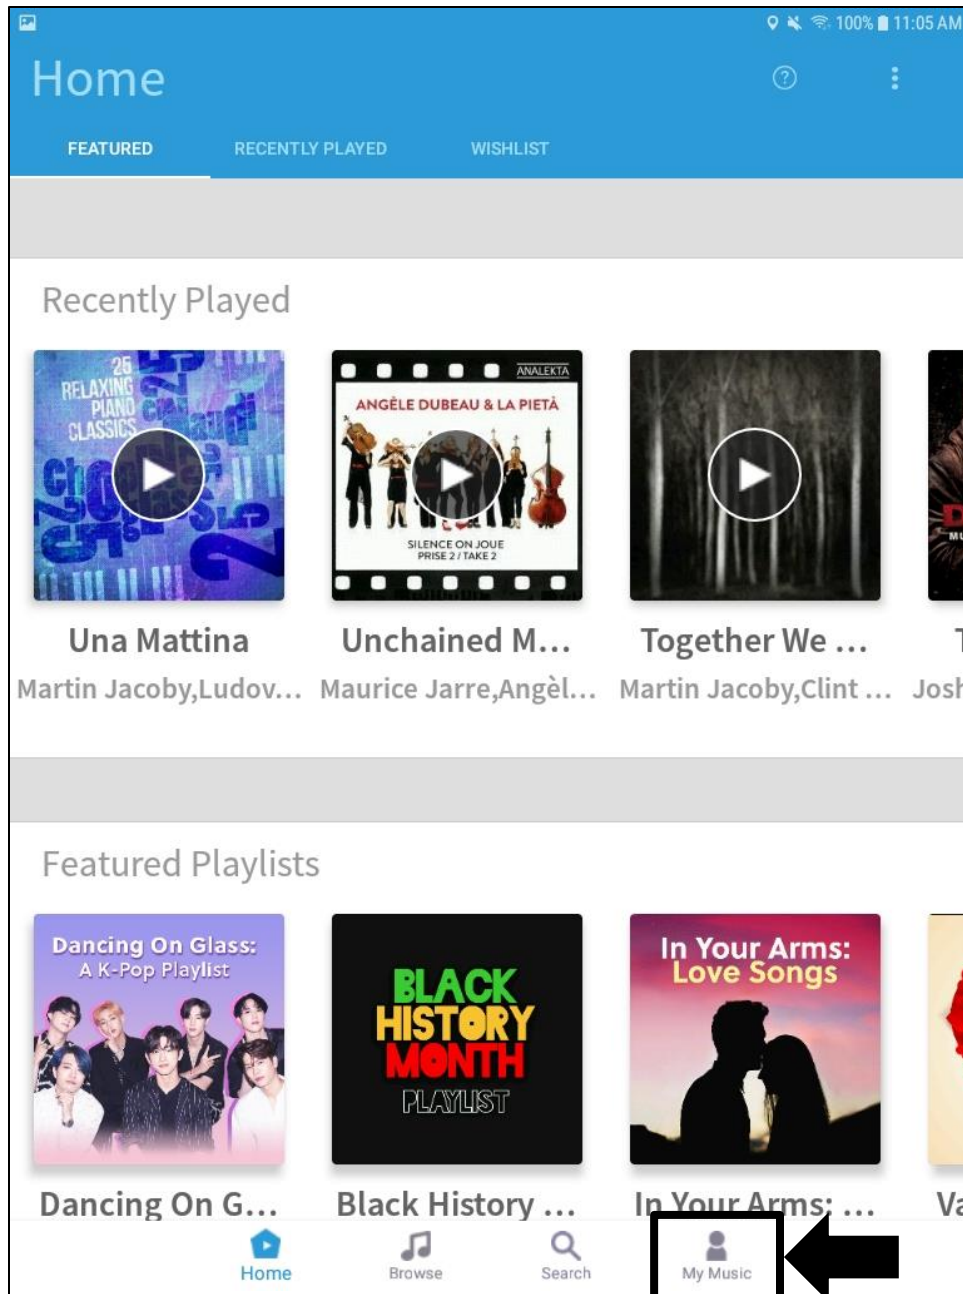 100% 11:05 AM
Home
FEATURED RECENTLY PLAYED WISHLIST
Recently Played
25
RELAXING
PIANO
CLASSICS
25
ANALEKTA
ANGÈLE DUBEAU & LA PIETÀ
SILENCE ON JOUE
PRISE 2 / TAKE 2
Una Mattina Unchained M... Together We ...
Martin Jacoby,Ludov... Maurice Jarre,Angèl... Martin Jacoby,Clint ... Josh
Featured Playlists
Dancing On Glass:
A K-Pop Playlist
BLACK
HISTORY
MONTH
PLAYLIST
In Your Arms:
Love Songs
Dancing On G... Black History ... In Your Arms: ... Va
Home Browse Search My Music